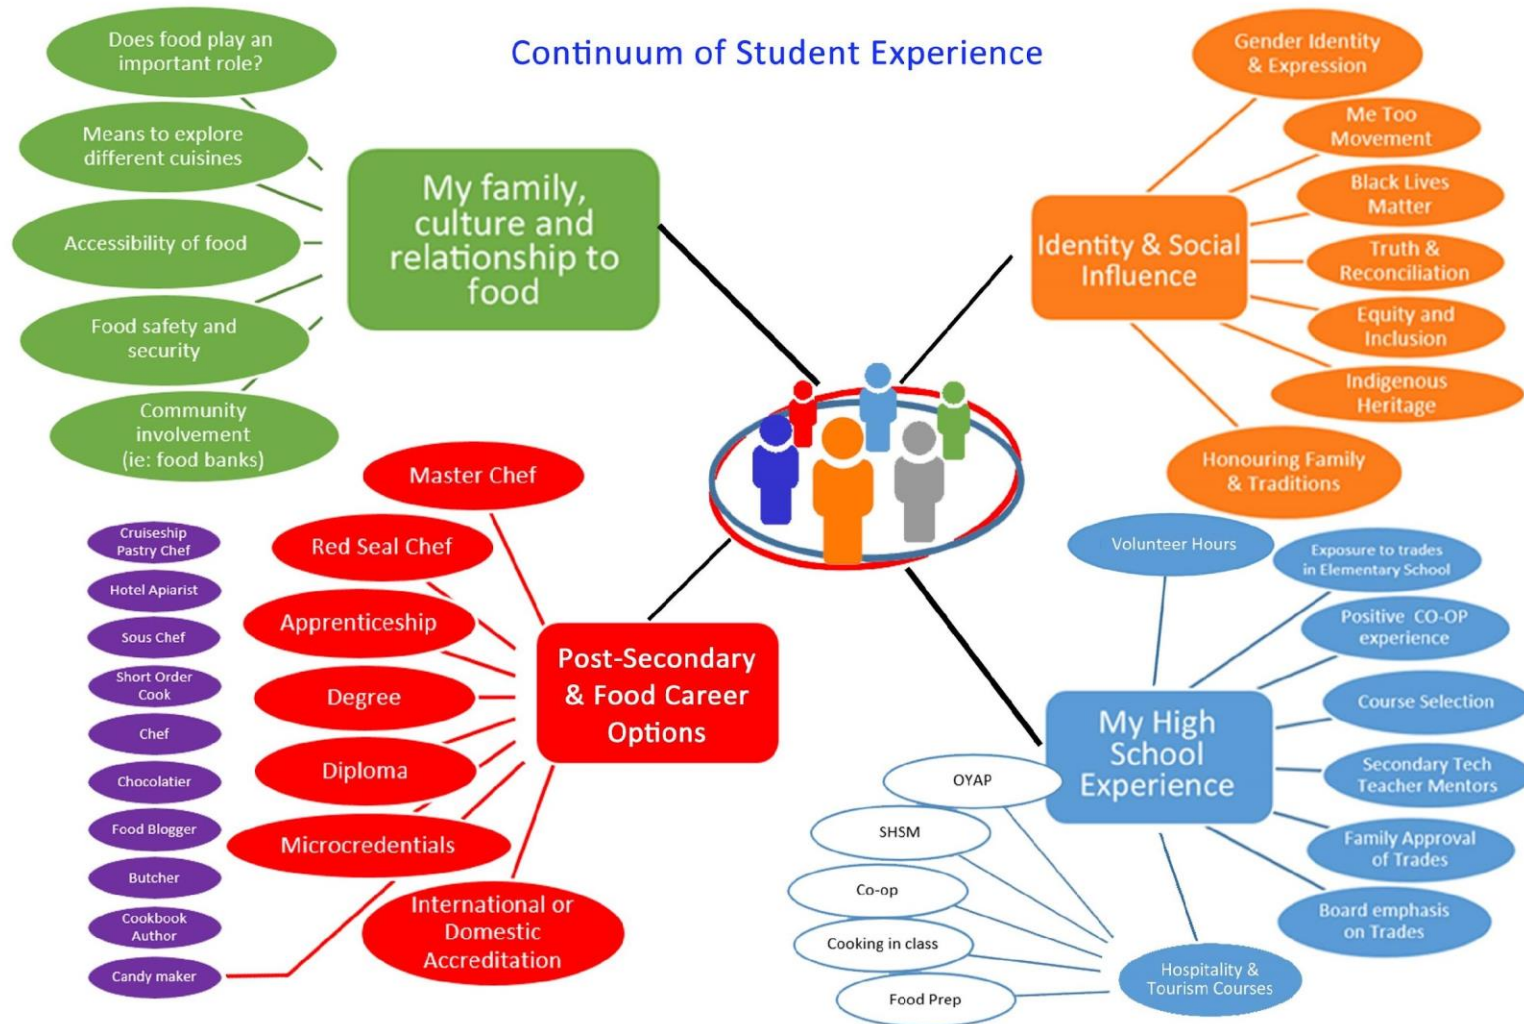 Continuum of Student Experience
Does food play an
important role?
Means to explore
different cuisines
Accessibility of food
Food safety and
security
Community
involvement
(ie: food banks)
My family,
culture and
relationship to
food
Gender Identity
& Expression
Me Too
Movement
Black Lives
Matter
Truth &
Reconciliation
Equity and
Inclusion
Indigenous
Heritage
Honouring Family
& Traditions
Identity & Social
Influence
Master Chef
Red Seal Chef
Apprenticeship
Degree
Diploma
Microcredentials
International or
Domestic
Accreditation
Post-Secondary
& Food Career
Options
Cruiseship
Pastry Chef
Hotel Apiarist
Sous Chef
Short Order
Cook
Chef
Chocolatier
Food Blogger
Butcher
Cookbook
Author
Candy maker
Volunteer Hours
Exposure to trades
in Elementary School
Positive CO-OP
experience
Course Selection
Secondary Tech
Teacher Mentors
Family Approval
of Trades
Board emphasis
on Trades
My High
School
Experience
Hospitality &
Tourism Courses
OYAP
SHSM
Co-op
Cooking in class
Food Prep